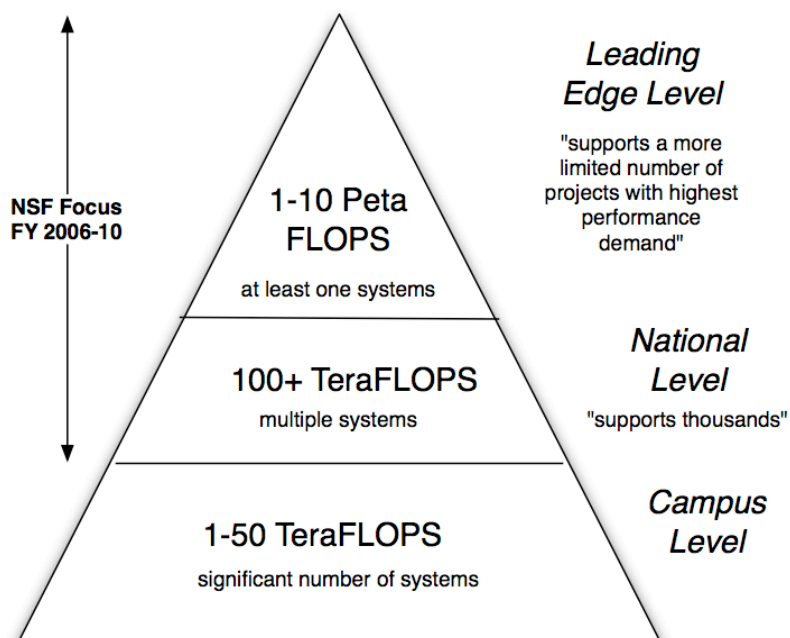 Leading
Edge Level
"supports a more
limited number of
projects with highest
performance
demand"
1-10 Peta
FLOPS
at least one systems
NSF Focus
FY 2006-10
National
Level
"supports thousands"
100+ TeraFLOPS
multiple systems
Campus
Level
1-50 TeraFLOPS
significant number of systems